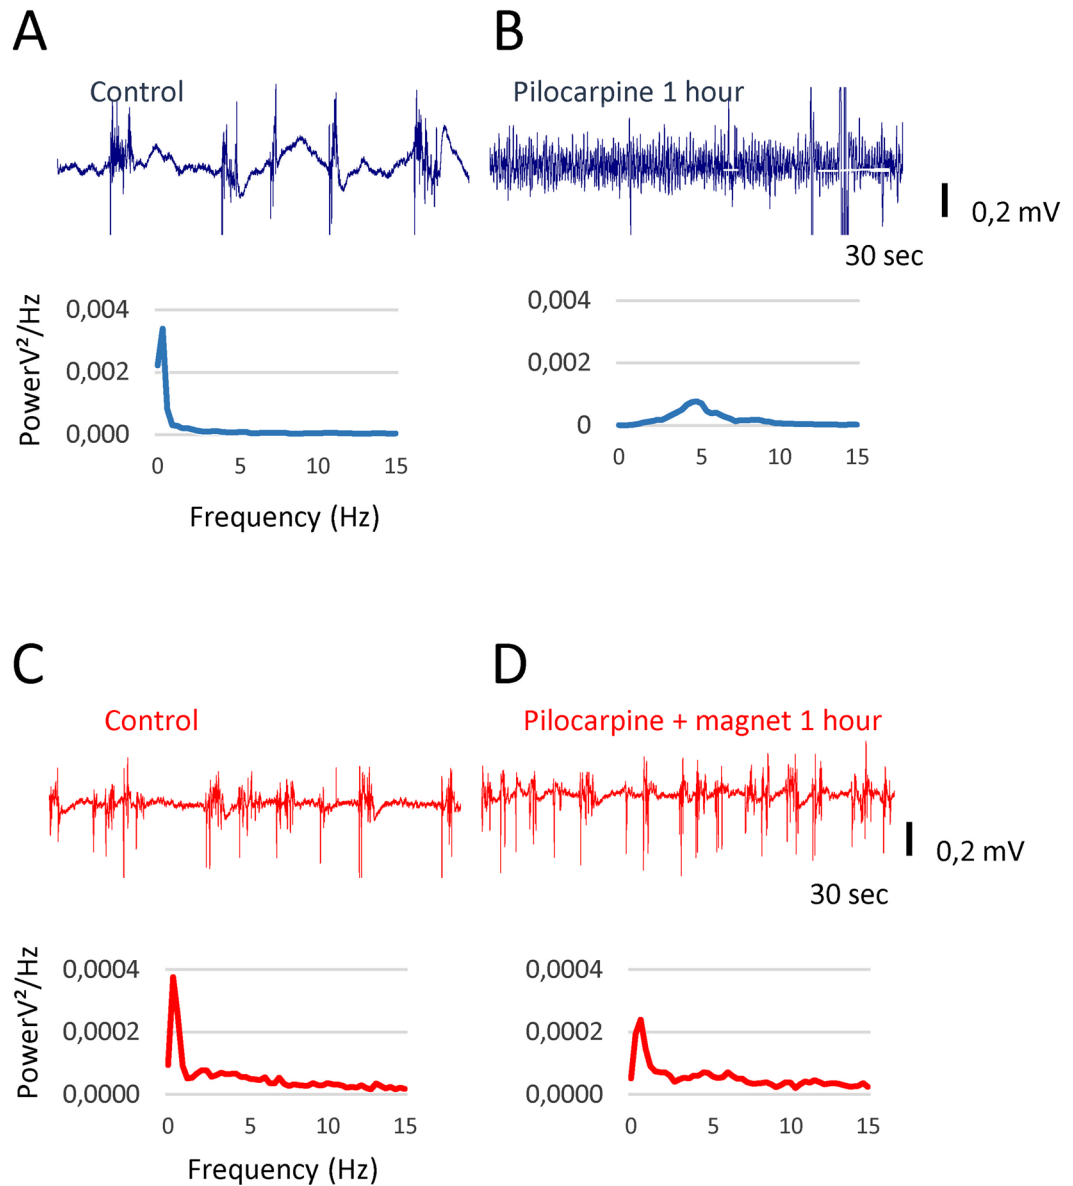 A
B
Control
Pilocarpine 1 hour
0,2 mV
30 sec
PowerV²/Hz
0,004
0,002
0,000
0 5 10 15
Frequency (Hz)
0,004
0,002
0
0 5 10 15
C
D
Control
Pilocarpine + magnet 1 hour
0,2 mV
30 sec
PowerV²/Hz
0,0004
0,0002
0,0000
0 5 10 15
Frequency (Hz)
0,0004
0,0002
0,0000
0 5 10 15